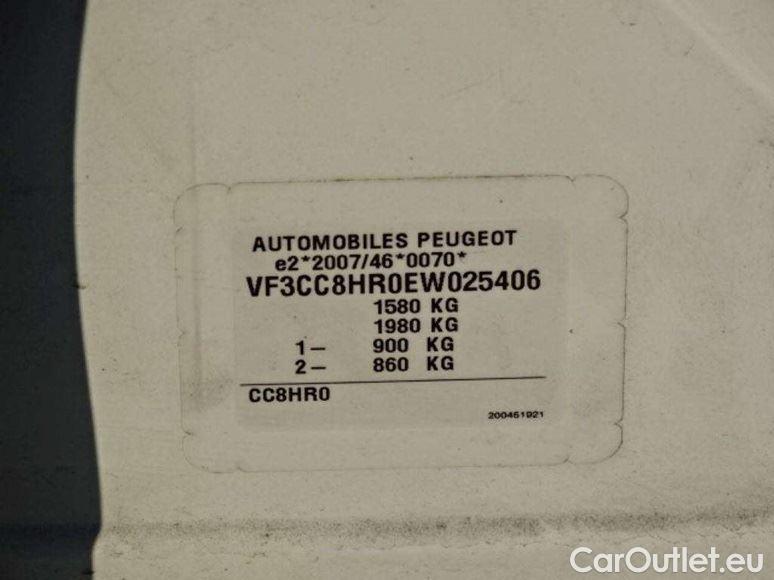 AUTOMOBILES PEUGEOT
e2*2007/46*0070*
VF3CC8HR0EW025406
1580 KG
1980 KG
1– 900 KG
2– 860 KG
CC8HR0
200461921
CarOutlet.eu